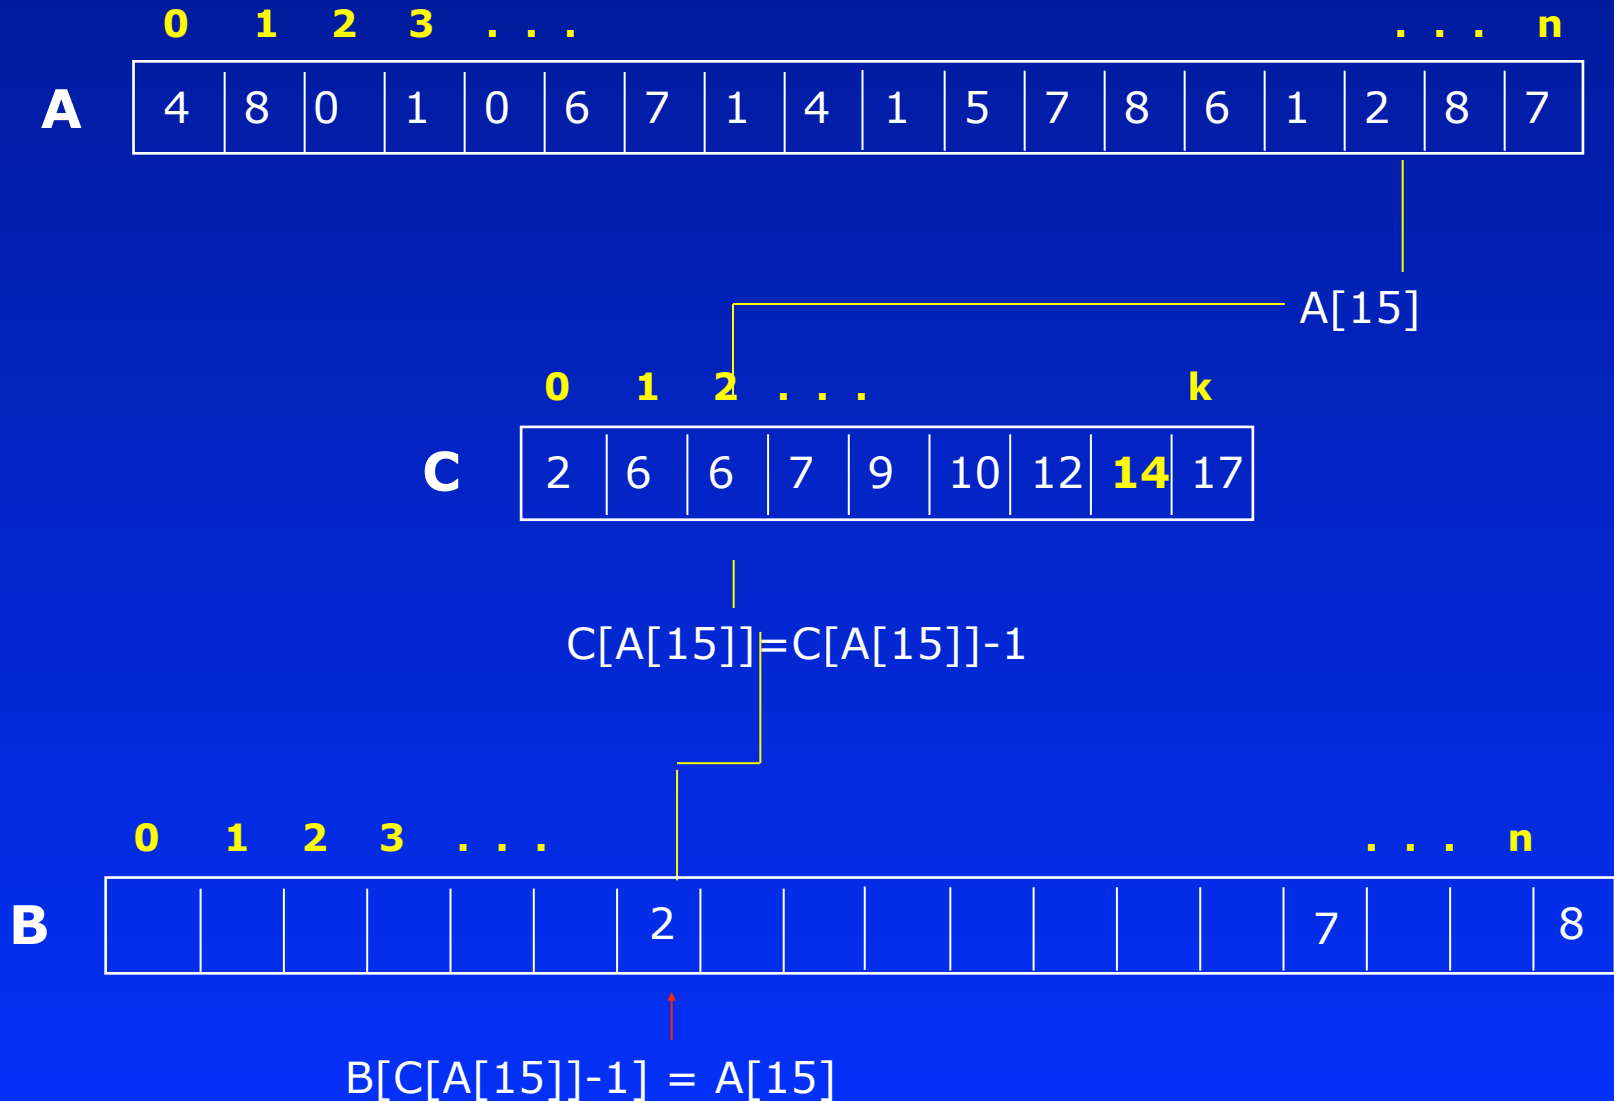 0 1 2 3 . . . . . . n
A 4 8 0 1 0 6 7 1 4 1 5 7 8 6 1 2 8 7
A[15]
0 1 2 . . . k
C 2 6 6 7 9 10 12 14 17
C[A[15]]=C[A[15]]-1
0 1 2 3 . . . . . . n
B 2 7 8
B[C[A[15]]-1] = A[15]